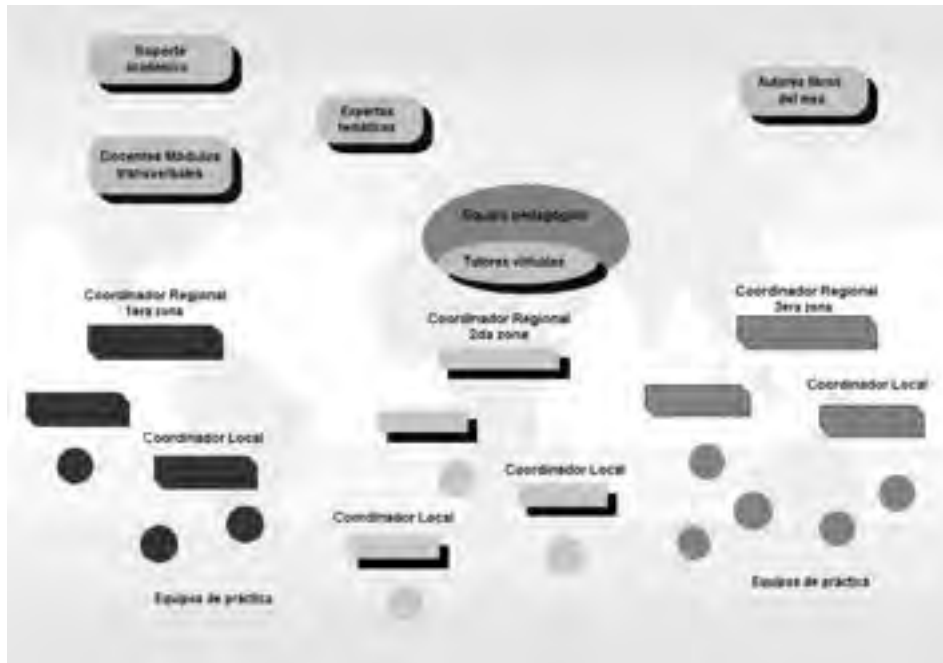 Soporte
académico
Expertos
temáticos
Autores libros
del mes
Docentes Módulos
transversales
Equipo pedagógico
Tutores virtuales
Coordinador Regional
1era zona
Coordinador Regional
2da zona
Coordinador Regional
3era zona
Coordinador Local
Coordinador Local
Coordinador Local
Coordinador Local
Equipos de práctica
Equipos de práctica